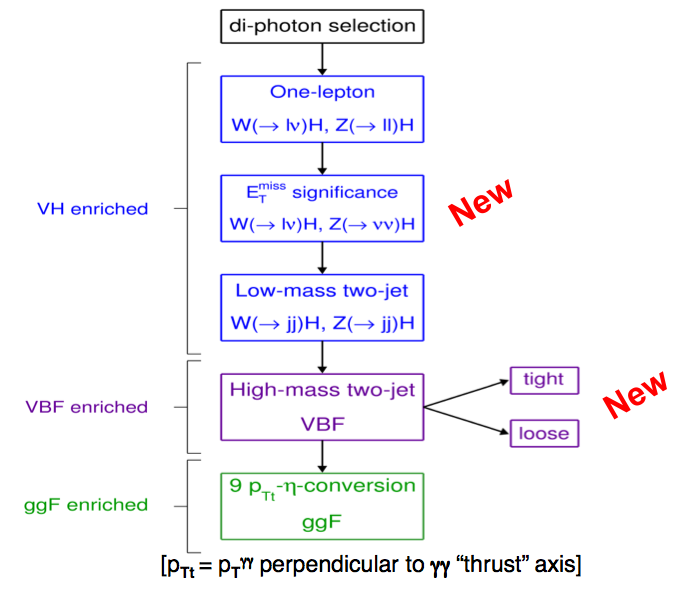 di-photon selection
One-lepton
W(→ lν)H, Z(→ ll)H
E_T^miss significance
W(→ lν)H, Z(→ νν)H
New
VH enriched
Low-mass two-jet
W(→ jj)H, Z(→ jj)H
High-mass two-jet
VBF
tight
loose
New
VBF enriched
9 p_Tt-η-conversion
ggF
ggF enriched
[p_Tt = p_T^γγ perpendicular to γγ “thrust” axis]